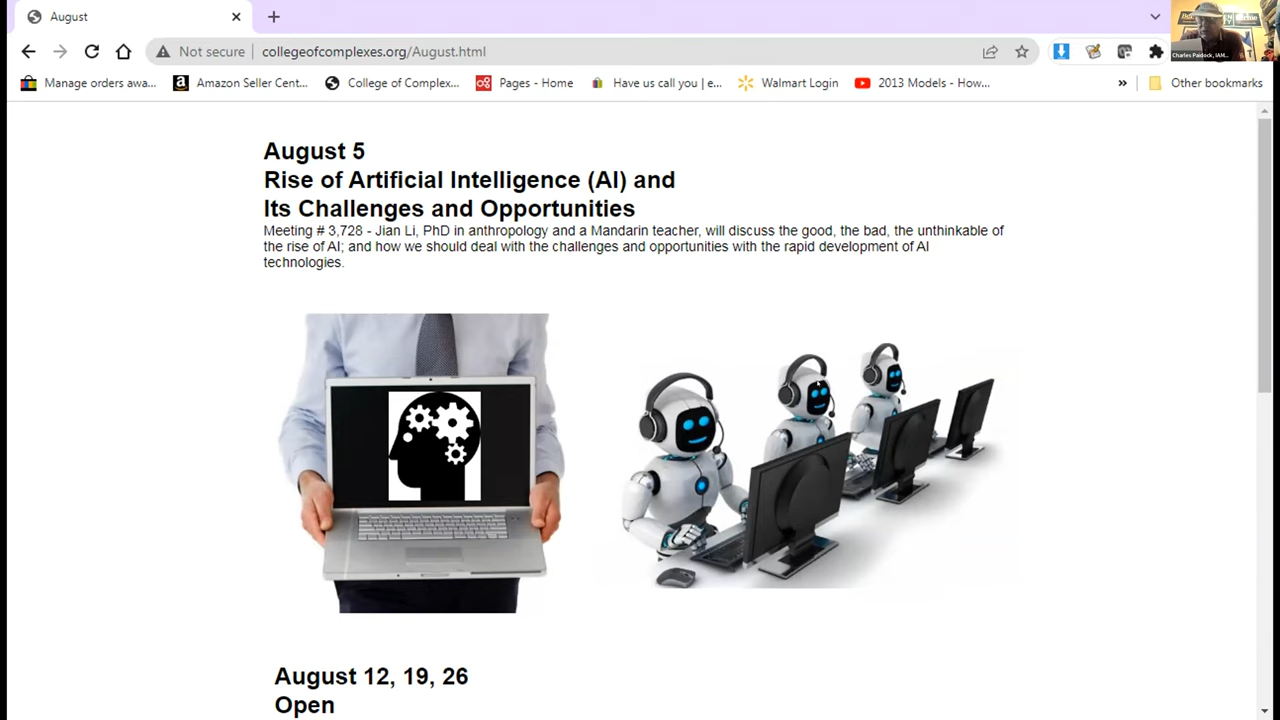 August
Not secure
collegeofcomplexes.org/August.html
Manage orders awa...
Amazon Seller Cent...
College of Complex...
Pages - Home
Have us call you | e...
Walmart Login
2013 Models - How...
»
Other bookmarks
Charles Paidock, IAM...
August 5
Rise of Artificial Intelligence (AI) and
Its Challenges and Opportunities
Meeting # 3,728 - Jian Li, PhD in anthropology and a Mandarin teacher, will discuss the good, the bad, the unthinkable of
the rise of AI; and how we should deal with the challenges and opportunities with the rapid development of AI
technologies.
August 12, 19, 26
Open